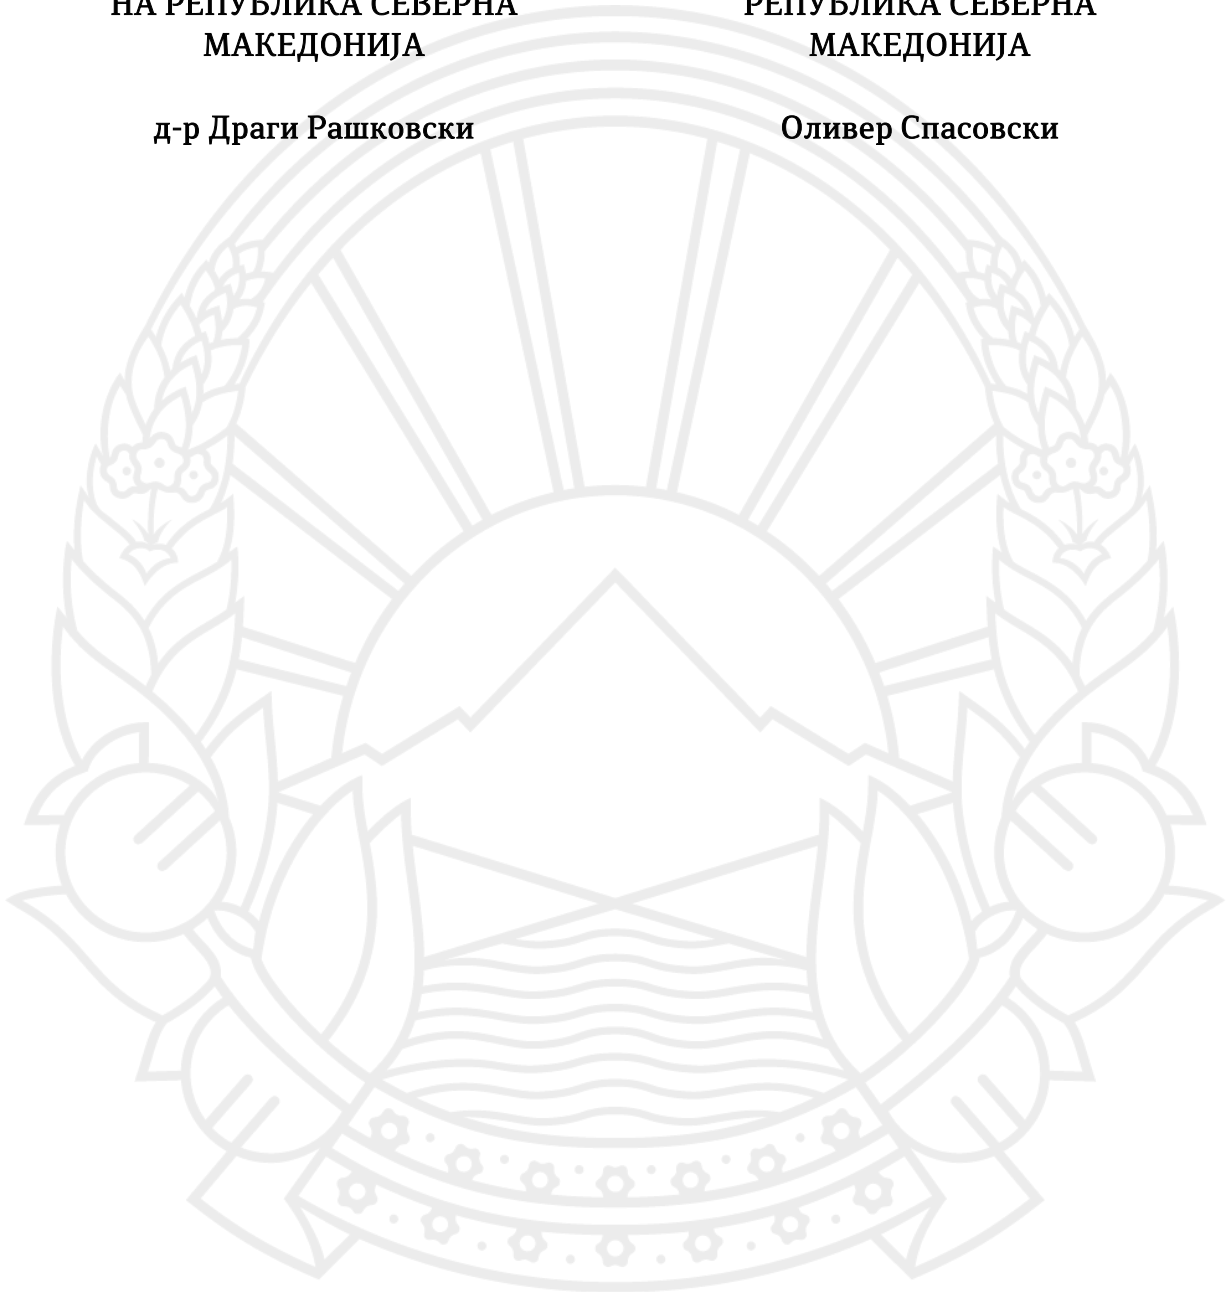 НА РЕПУБЛИКА СЕВЕРНА
МАКЕДОНИЈА
д-р Драги Рашковски
РЕПУБЛИКА СЕВЕРНА
МАКЕДОНИЈА
Оливер Спасовски